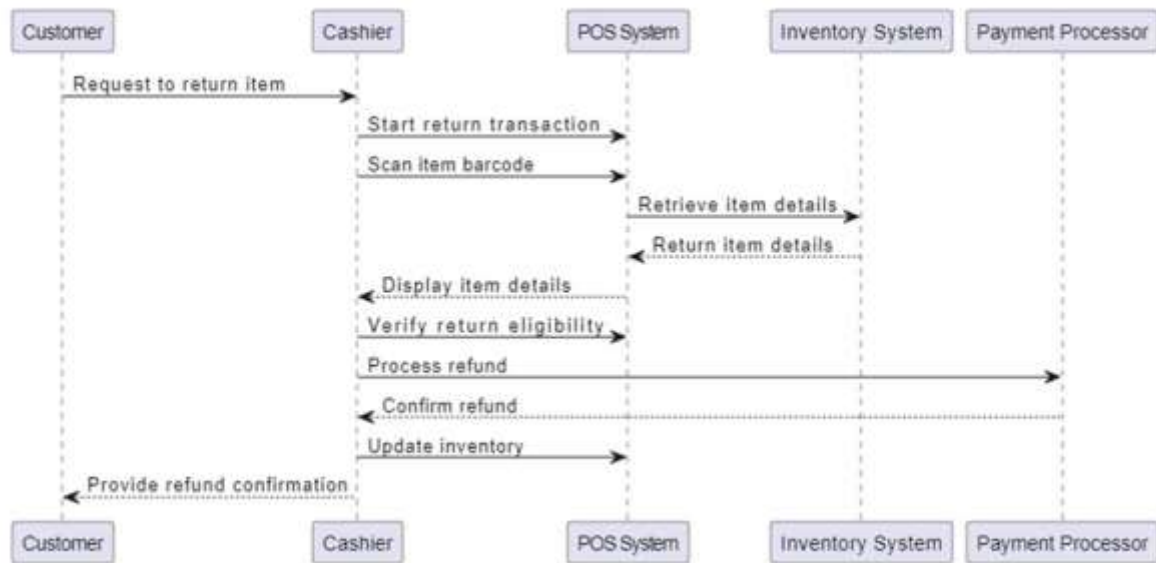 Customer Cashier POS System Inventory System Payment Processor
Request to return item
Start return transaction
Scan item barcode
Retrieve item details
Return item details
Display item details
Verify return eligibility
Process refund
Confirm refund
Update inventory
Provide refund confirmation
Customer Cashier POS System Inventory System Payment Processor